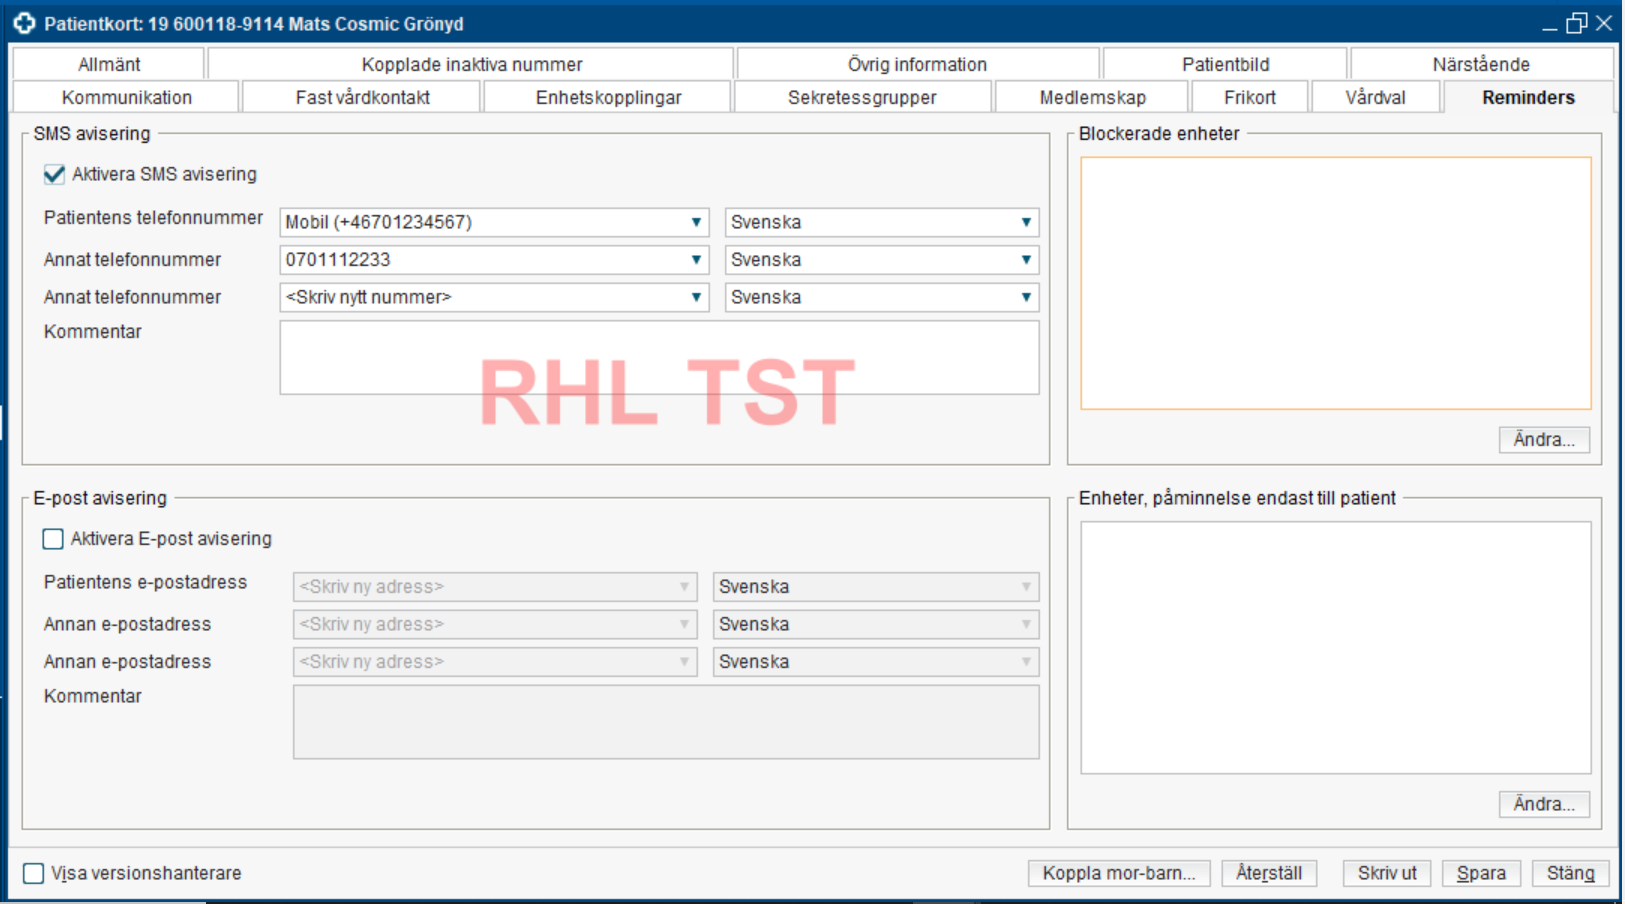 Patientkort: 19 600118-9114 Mats Cosmic Grönyd
Allmänt Kopplade inaktiva nummer Övrig information Patientbild Närstående
Kommunikation Fast vårdkontakt Enhetskopplingar Sekretessgrupper Medlemskap Frikort Vårdval Reminders
SMS avisering
Aktivera SMS avisering
Patientens telefonnummer Mobil (+46701234567) Svenska
Annat telefonnummer 0701112233 Svenska
Annat telefonnummer <Skriv nytt nummer> Svenska
Kommentar
RHL TST
Blockerade enheter
Ändra...
E-post avisering
Aktivera E-post avisering
Patientens e-postadress <Skriv ny adress> Svenska
Annan e-postadress <Skriv ny adress> Svenska
Annan e-postadress <Skriv ny adress> Svenska
Kommentar
Enheter, påminnelse endast till patient
Ändra...
Visa versionshanterare Koppla mor-barn... Återställ Skriv ut Spara Stäng